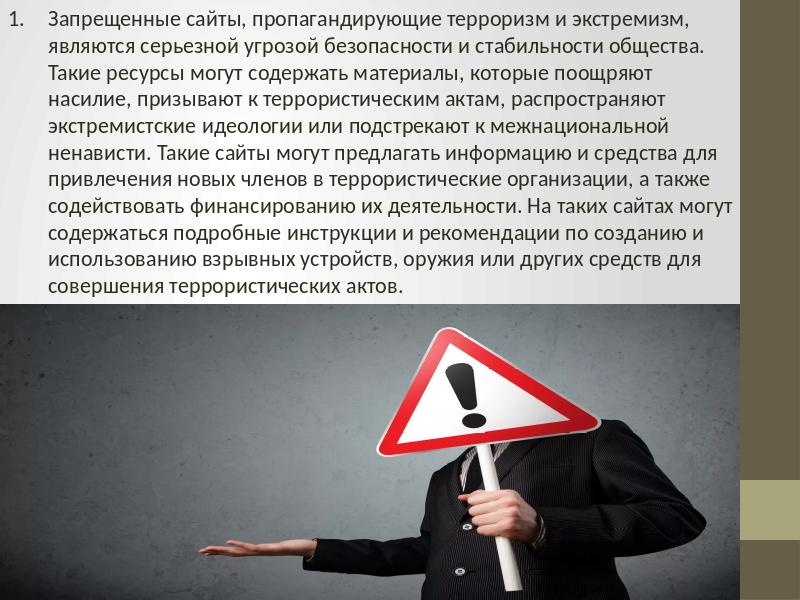 1. Запрещенные сайты, пропагандирующие терроризм и экстремизм,
являются серьезной угрозой безопасности и стабильности общества.
Такие ресурсы могут содержать материалы, которые поощряют
насилие, призывают к террористическим актам, распространяют
экстремистские идеологии или подстрекают к межнациональной
ненависти. Такие сайты могут предлагать информацию и средства для
привлечения новых членов в террористические организации, а также
содействовать финансированию их деятельности. На таких сайтах могут
содержаться подробные инструкции и рекомендации по созданию и
использованию взрывных устройств, оружия или других средств для
совершения террористических актов.
!